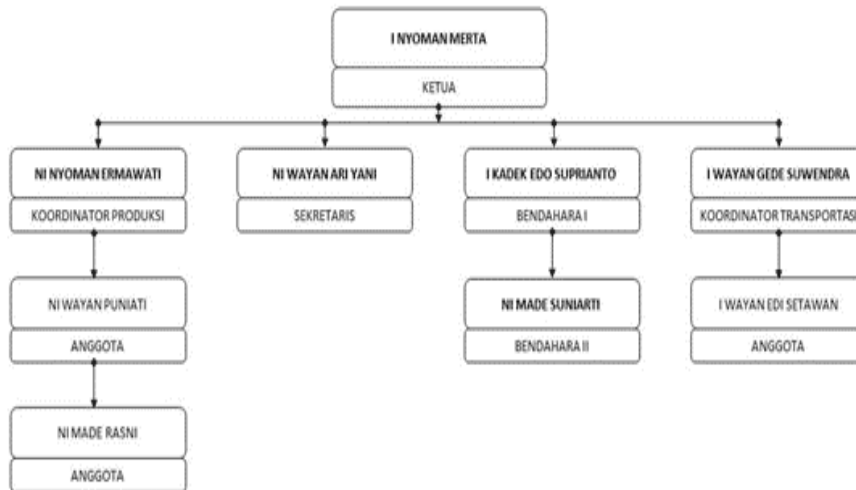 I NYOMAN MERTA
KETUA
NI NYOMAN ERMAWATI
KOORDINATOR PRODUKSI
NI WAYAN ARI YANI
SEKRETARIS
I KADEK EDO SUPRIANTO
BENDAHARA I
I WAYAN GEDE SUWENDRA
KOORDINATOR TRANSPORTASI
NI WAYAN PUNIATI
ANGGOTA
NI MADE SUNIARTI
BENDAHARA II
I WAYAN EDI SETAWAN
ANGGOTA
NI MADE RASNI
ANGGOTA